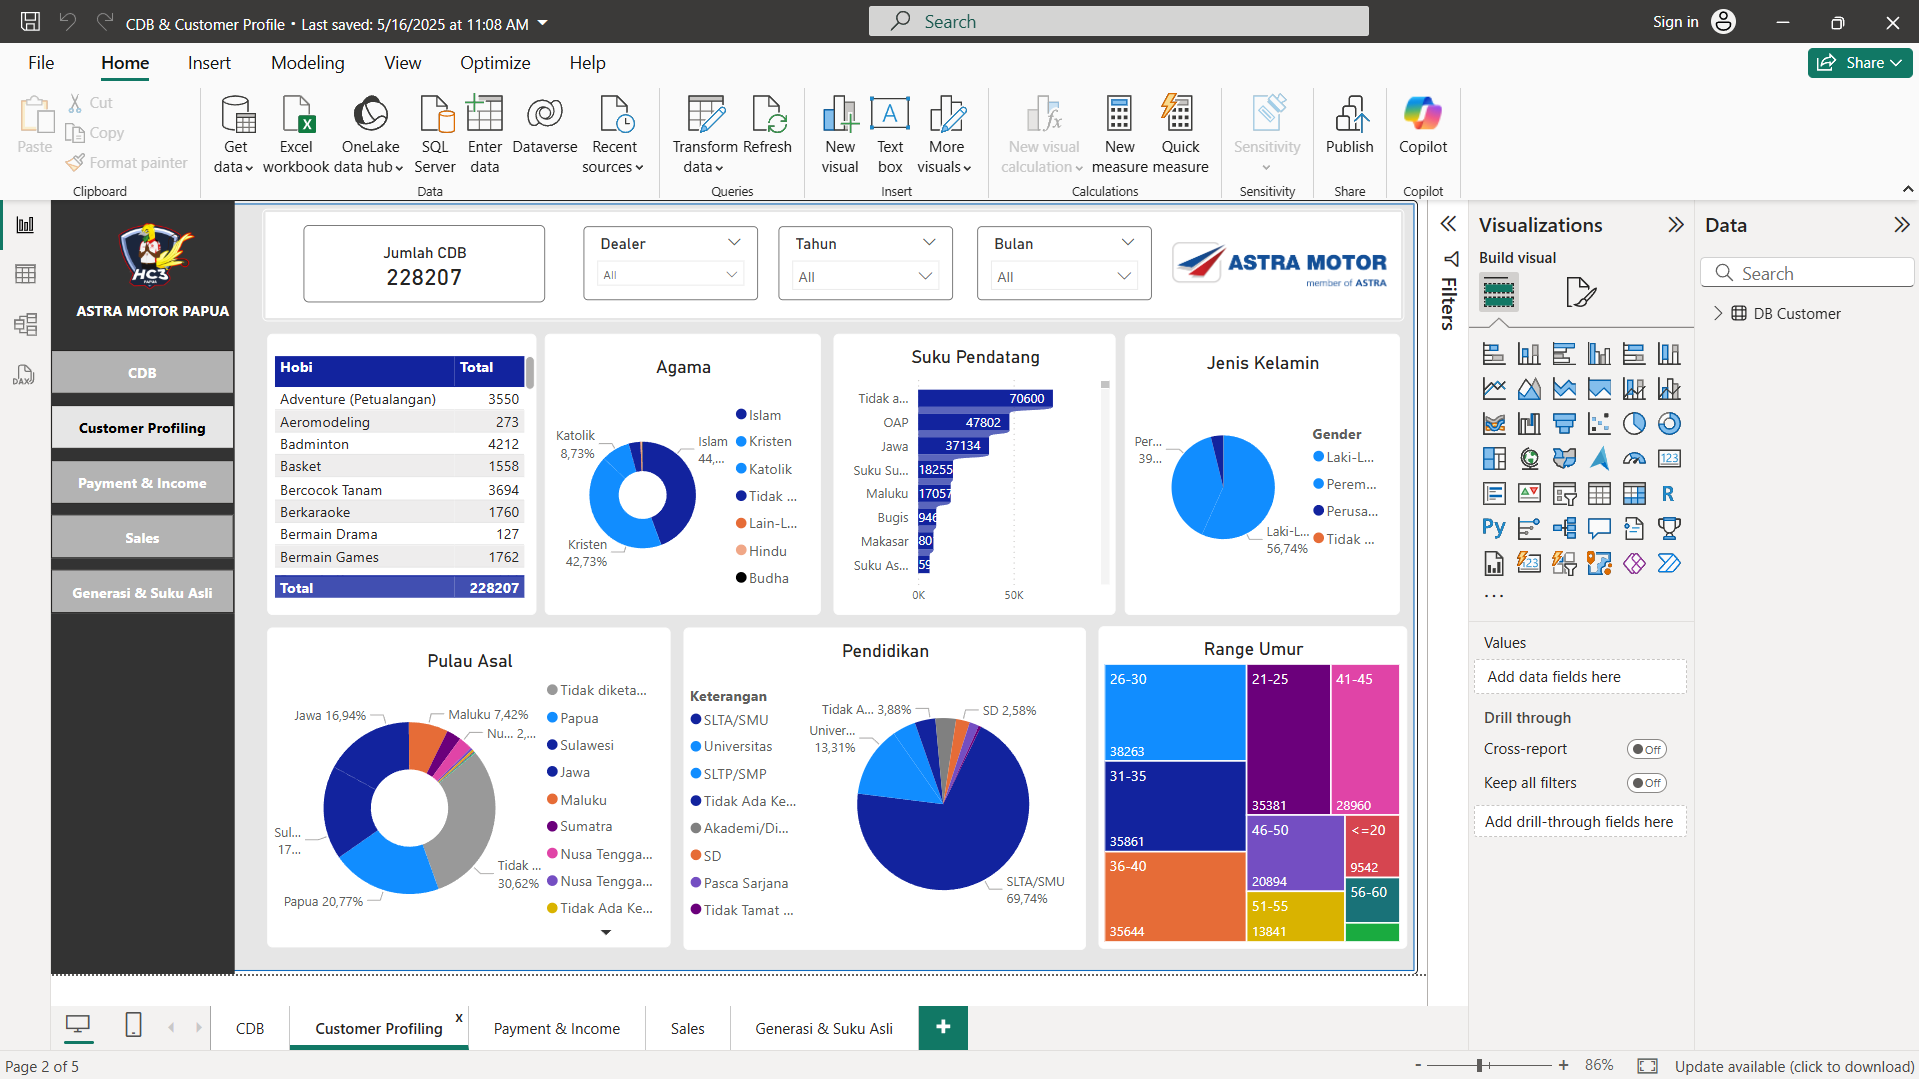 CDB & Customer Profile • Last saved: 5/16/2025 at 11:08 AM
Search
Sign in
File
Home
Insert
Modeling
View
Optimize
Help
Share
Paste
Cut
Copy
Format painter
Clipboard
Get data
Excel workbook
OneLake data hub
SQL Server
Enter data
Dataverse
Recent sources
Data
Transform data
Refresh
Queries
New visual
Text box
More visuals
Insert
New visual calculation
New measure
Quick measure
Calculations
Sensitivity
Sensitivity
Publish
Share
Copilot
Copilot
HC3
PAPUA
ASTRA MOTOR PAPUA
CDB
Customer Profiling
Payment & Income
Sales
Generasi & Suku Asli
Jumlah CDB
228207
Dealer
All
Tahun
All
Bulan
All
ASTRA MOTOR
member of ASTRA
Hobi Total
Adventure (Petualangan) 3550
Aeromodeling 273
Badminton 4212
Basket 1558
Bercocok Tanam 3694
Berkaraoke 1760
Bermain Drama 127
Bermain Games 1762
Total 228207
Agama
Katolik 8,73%
Islam 44,...
Kristen 42,73%
Islam
Kristen
Katolik
Tidak ...
Lain-L...
Hindu
Budha
Suku Pendatang
Tidak a... 70600
OAP 47802
Jawa 37134
Suku Su... 18255
Maluku 17057
Bugis 946
Makasar 80
Suku As... 59
0K 50K
Jenis Kelamin
Per... 39...
Laki-L... 56,74%
Gender
Laki-L...
Perem...
Perusa...
Tidak ...
Pulau Asal
Jawa 16,94%
Maluku 7,42%
Nu... 2,...
Sul... 17...
Tidak ... 30,62%
Papua 20,77%
Tidak diketa...
Papua
Sulawesi
Jawa
Maluku
Sumatra
Nusa Tengga...
Nusa Tengga...
Tidak Ada Ke...
Pendidikan
Keterangan
SLTA/SMU
Universitas
SLTP/SMP
Tidak Ada Ke...
Akademi/Di...
SD
Pasca Sarjana
Tidak Tamat ...
Tidak A... 3,88%
SD 2,58%
Univer... 13,31%
SLTA/SMU 69,74%
Range Umur
26-30
38263
31-35
35861
36-40
35644
21-25
35381
41-45
28960
46-50
20894
51-55
13841
<=20
9542
56-60
Filters
Visualizations
Build visual
123
R
Py
123
...
Values
Add data fields here
Drill through
Cross-report
Off
Keep all filters
Off
Add drill-through fields here
Data
Search
DB Customer
DAX
CDB
Customer Profiling
x
Payment & Income
Sales
Generasi & Suku Asli
+
Page 2 of 5
- + 86%
Update available (click to download)